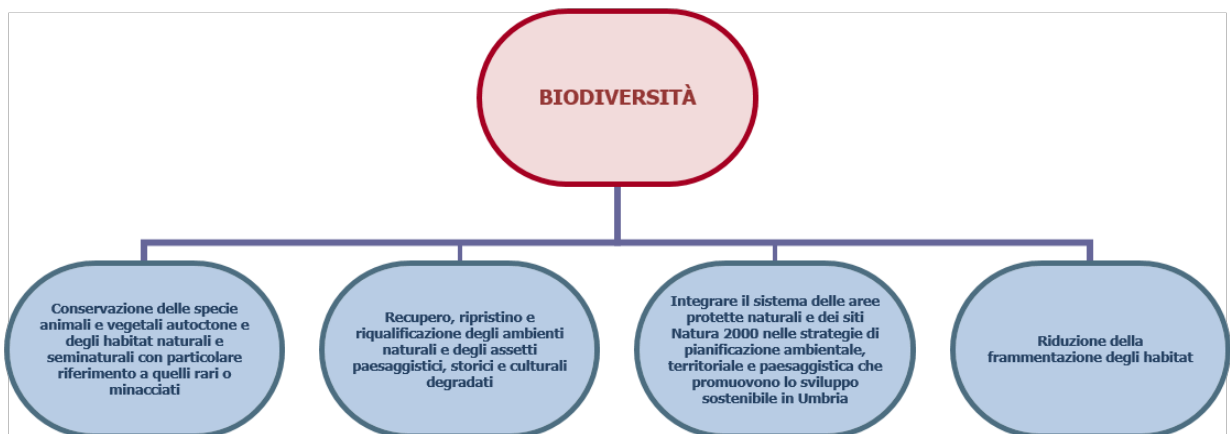 BIODIVERSITÀ
Conservazione delle specie
animali e vegetali autoctone e
degli habitat naturali e
seminaturali con particolare
riferimento a quelli rari o
minacciati
Recupero, ripristino e
riqualificazione degli ambienti
naturali e degli assetti
paesaggistici, storici e culturali
degradati
Integrare il sistema delle aree
protette naturali e dei siti
Natura 2000 nelle strategie di
pianificazione ambientale,
territoriale e paesaggistica che
promuovono lo sviluppo
sostenibile in Umbria
Riduzione della
frammentazione degli habitat